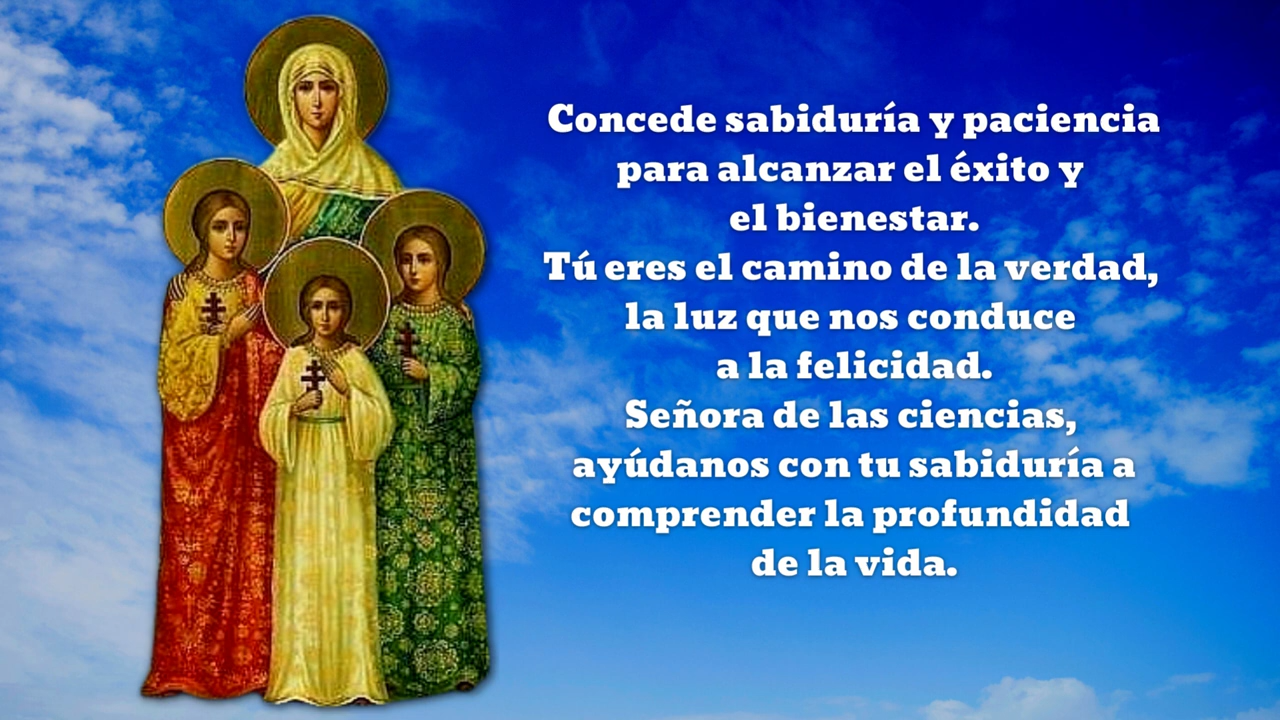 Concede sabiduría y paciencia
para alcanzar el éxito y
el bienestar.
Tú eres el camino de la verdad,
la luz que nos conduce
a la felicidad.
Señora de las ciencias,
ayúdanos con tu sabiduría a
comprender la profundidad
de la vida.